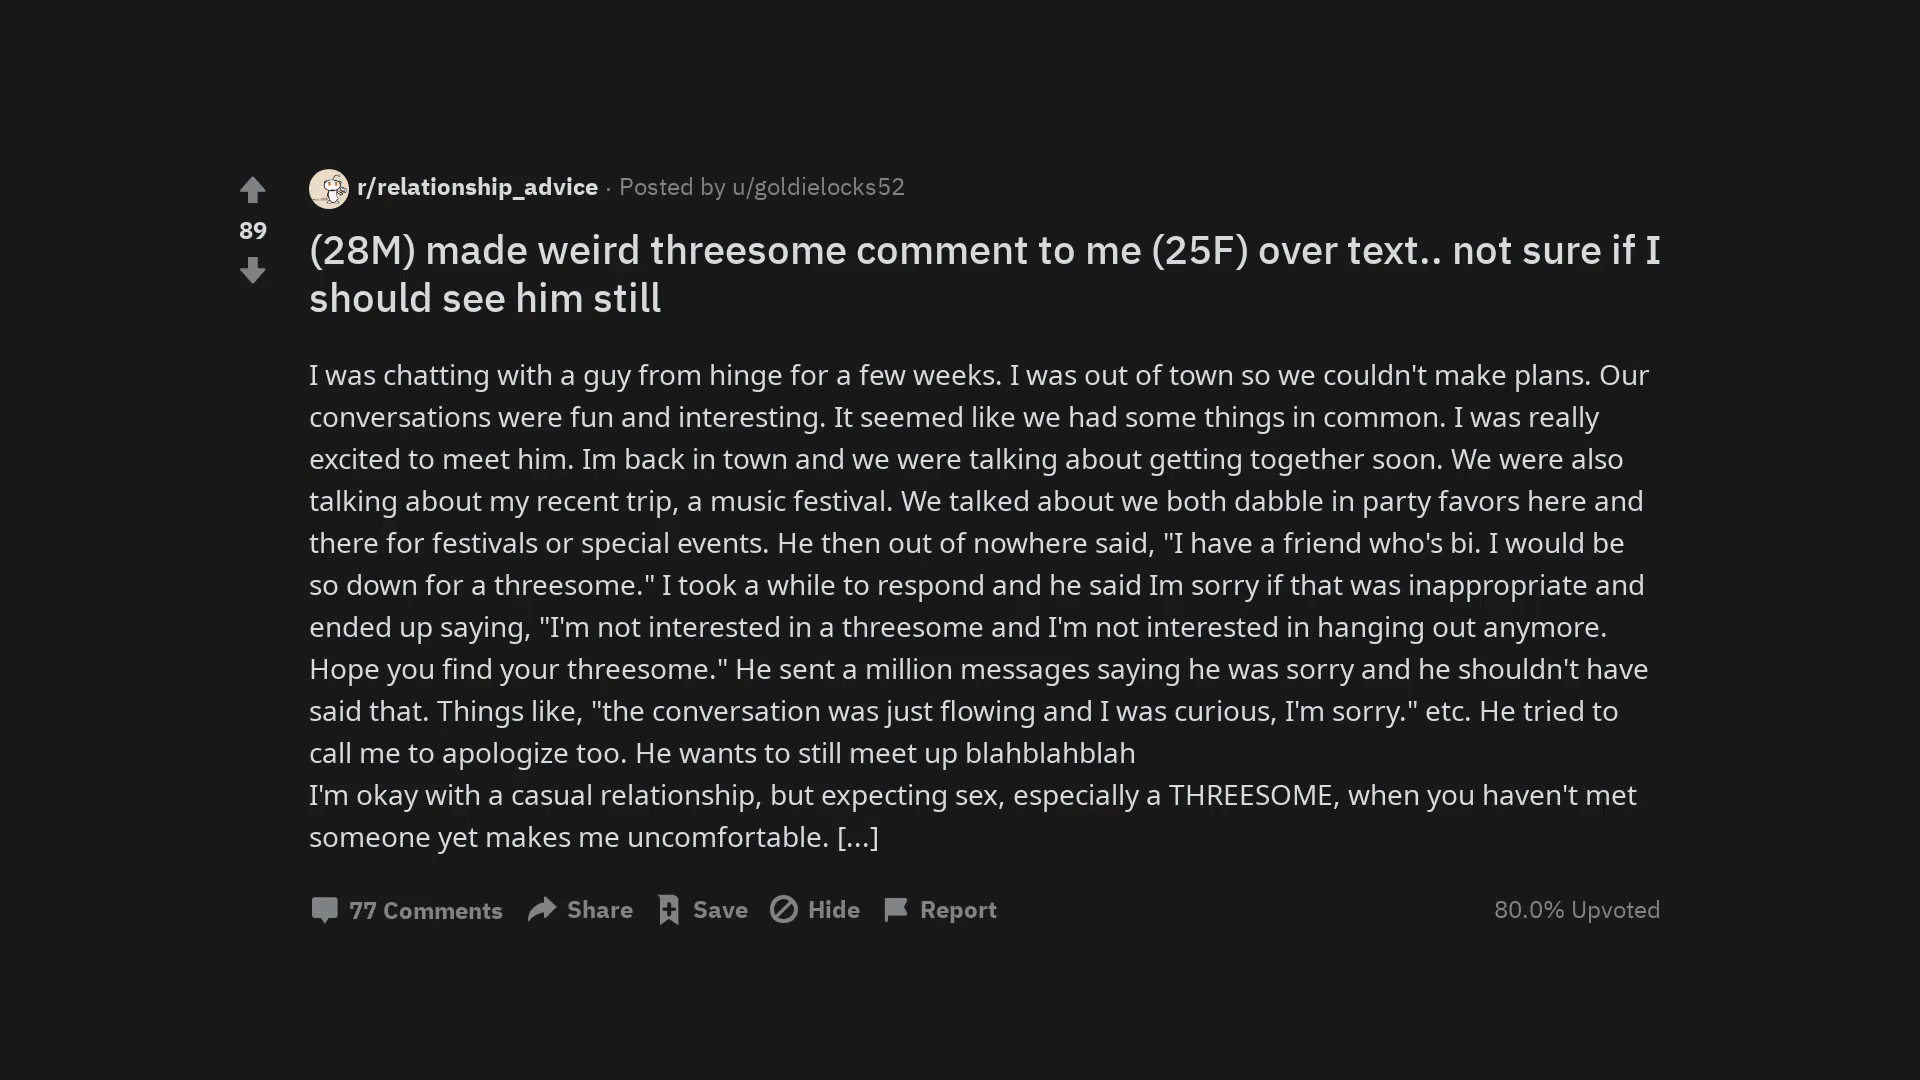 r/relationship_advice · Posted by u/goldielocks52
89
(28M) made weird threesome comment to me (25F) over text.. not sure if I
should see him still
I was chatting with a guy from hinge for a few weeks. I was out of town so we couldn't make plans. Our
conversations were fun and interesting. It seemed like we had some things in common. I was really
excited to meet him. Im back in town and we were talking about getting together soon. We were also
talking about my recent trip, a music festival. We talked about we both dabble in party favors here and
there for festivals or special events. He then out of nowhere said, "I have a friend who's bi. I would be
so down for a threesome." I took a while to respond and he said Im sorry if that was inappropriate and
ended up saying, "I'm not interested in a threesome and I'm not interested in hanging out anymore.
Hope you find your threesome." He sent a million messages saying he was sorry and he shouldn't have
said that. Things like, "the conversation was just flowing and I was curious, I'm sorry." etc. He tried to
call me to apologize too. He wants to still meet up blahblahblah
I'm okay with a casual relationship, but expecting sex, especially a THREESOME, when you haven't met
someone yet makes me uncomfortable. [...]
77 Comments Share Save Hide Report 80.0% Upvoted